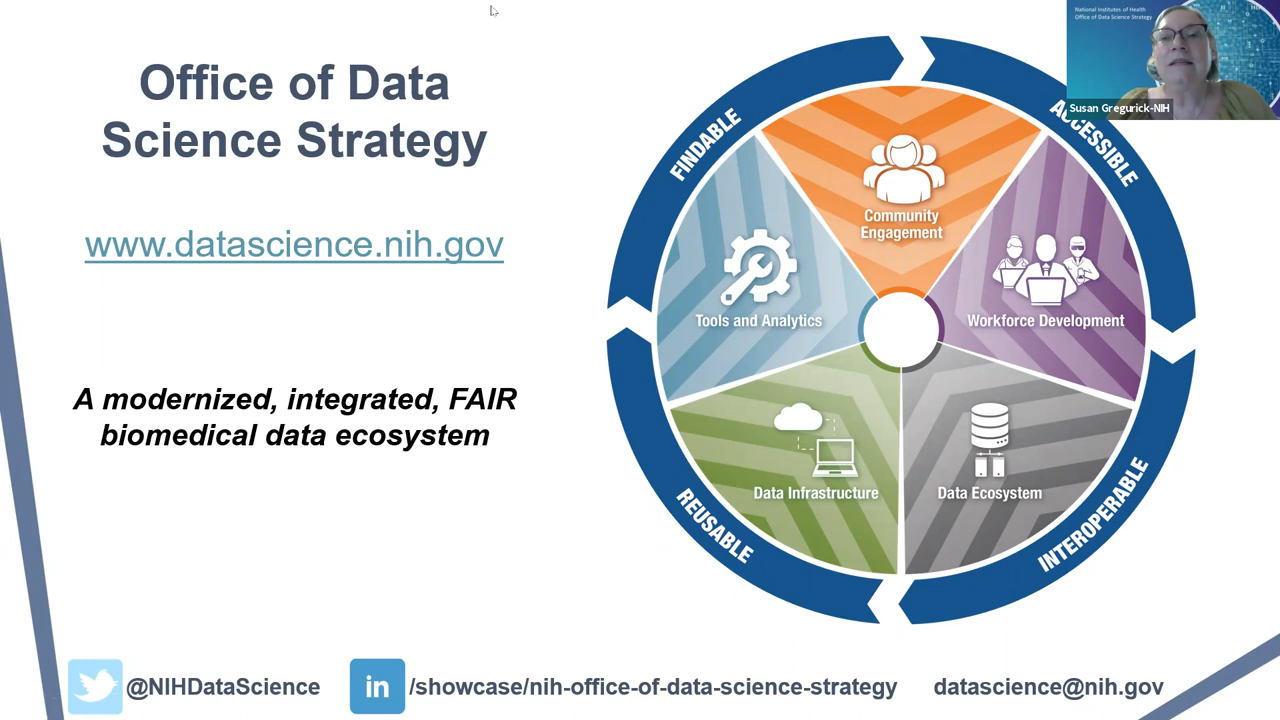 Office of Data
Science Strategy
www.datascience.nih.gov
A modernized, integrated, FAIR
biomedical data ecosystem
National Institutes of Health
Office of Data Science Strategy
Susan Gregurick-NIH
FINDABLE
ACCESSIBLE
Community
Engagement
Tools and Analytics
Workforce Development
Data Infrastructure
Data Ecosystem
REUSABLE
INTEROPERABLE
@NIHDataScience
in
/showcase/nih-office-of-data-science-strategy
datascience@nih.gov